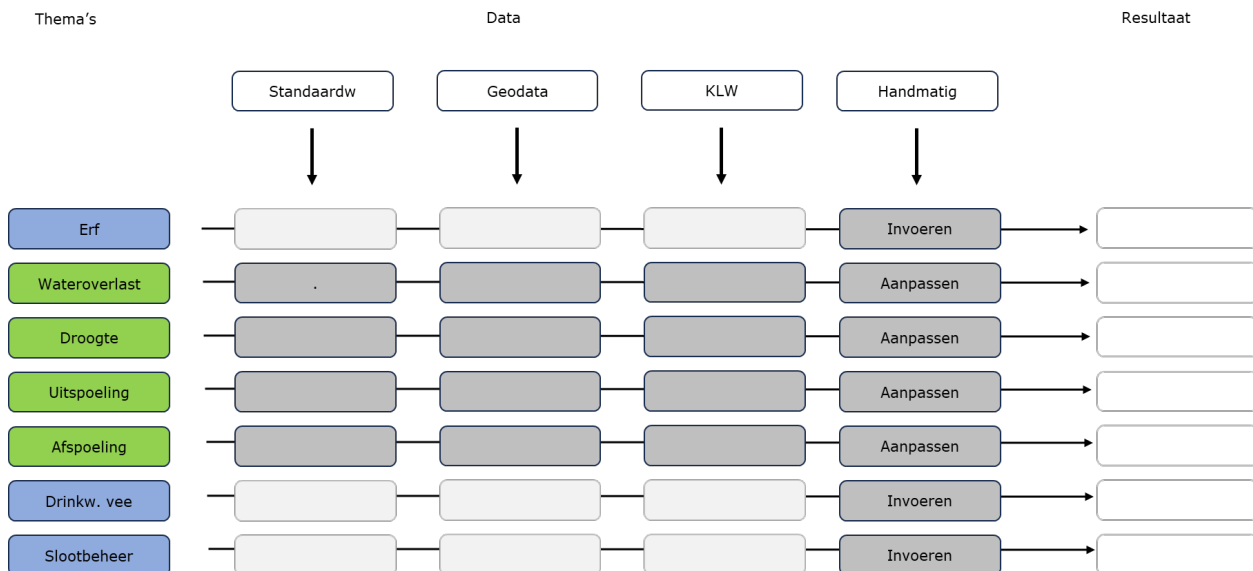 Thema’s Data Resultaat
Standaardw Geodata KLW Handmatig
Erf Invoeren
Wateroverlast . Aanpassen
Droogte Aanpassen
Uitspoeling Aanpassen
Afspoeling Aanpassen
Drinkw. vee Invoeren
Slootbeheer Invoeren